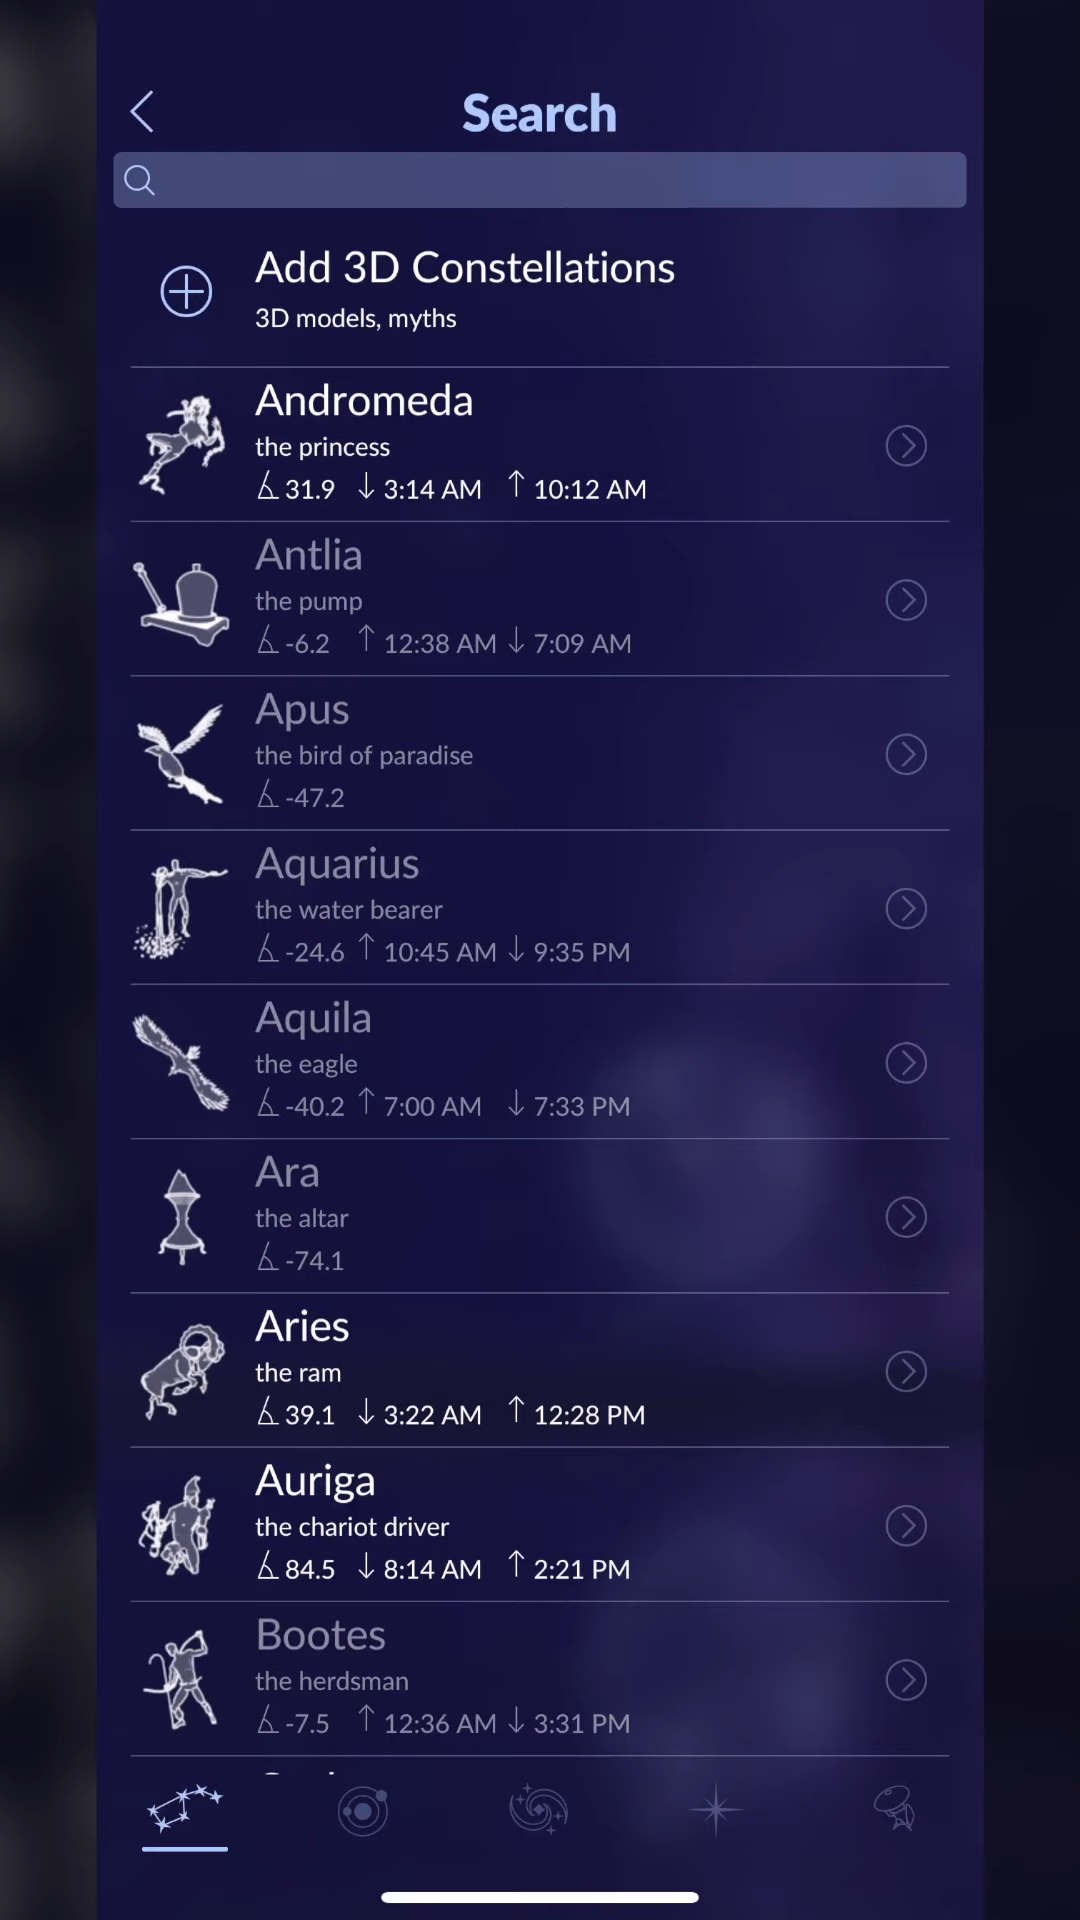 Search
Add 3D Constellations
3D models, myths
Andromeda
the princess
31.9 ↓ 3:14 AM ↑ 10:12 AM
Antlia
the pump
-6.2 ↑ 12:38 AM ↓ 7:09 AM
Apus
the bird of paradise
-47.2
Aquarius
the water bearer
-24.6 ↑ 10:45 AM ↓ 9:35 PM
Aquila
the eagle
-40.2 ↑ 7:00 AM ↓ 7:33 PM
Ara
the altar
-74.1
Aries
the ram
39.1 ↓ 3:22 AM ↑ 12:28 PM
Auriga
the chariot driver
84.5 ↓ 8:14 AM ↑ 2:21 PM
Bootes
the herdsman
-7.5 ↑ 12:36 AM ↓ 3:31 PM